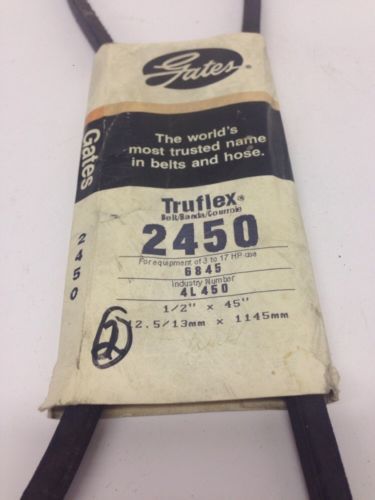 Gates®
The world's
most trusted name
in belts and hose.
Gates
2450
Truflex®
Belt/Banda/Courroie
2450
For equipment of 3 to 17 HP use
6845
Industry Number
4L450
1/2" x 45"
12.5/13mm x 1145mm